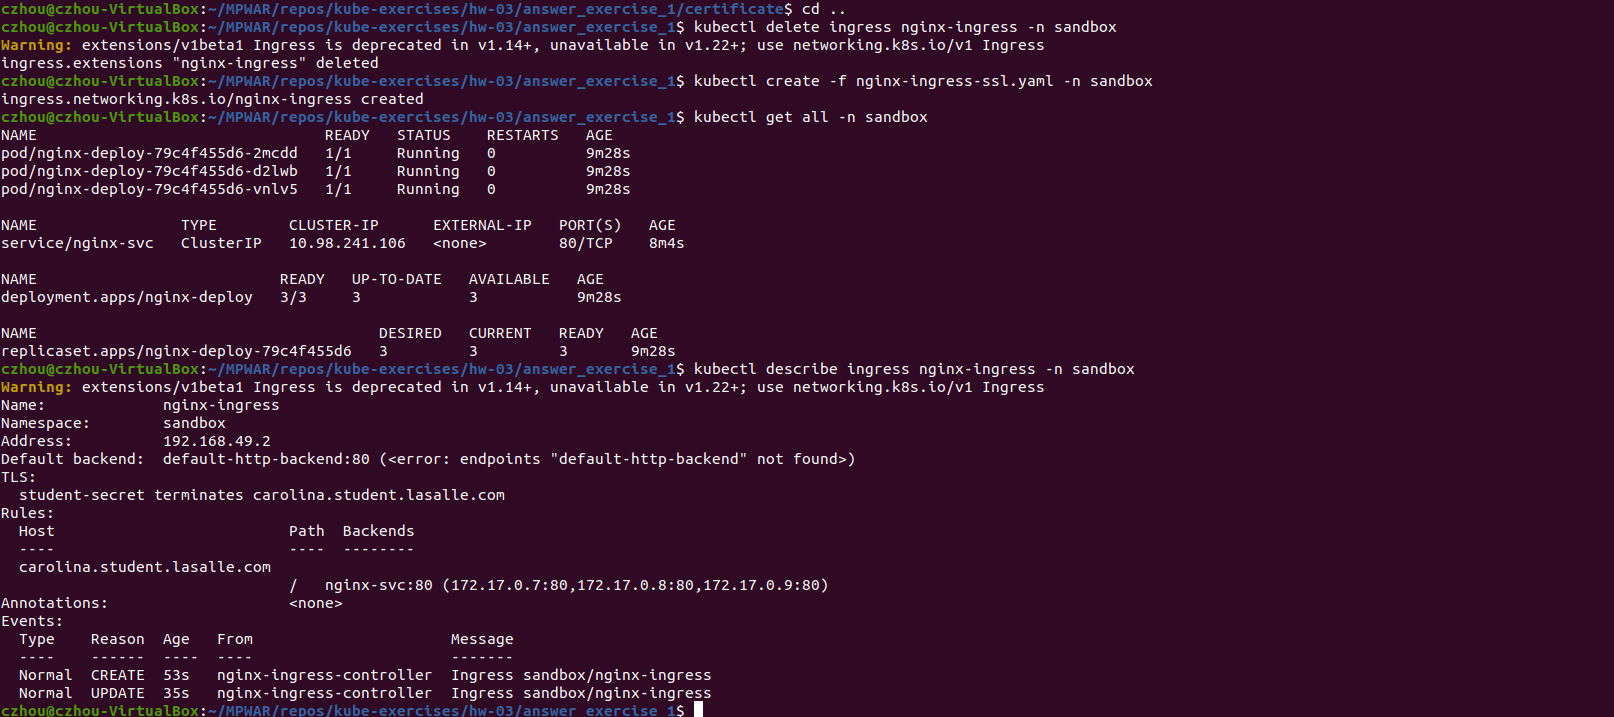 czhou@czhou-VirtualBox:~/MPWAR/repos/kube-exercises/hw-03/answer_exercise_1/certificate$ cd ..
czhou@czhou-VirtualBox:~/MPWAR/repos/kube-exercises/hw-03/answer_exercise_1$ kubectl delete ingress nginx-ingress -n sandbox
Warning: extensions/v1beta1 Ingress is deprecated in v1.14+, unavailable in v1.22+; use networking.k8s.io/v1 Ingress
ingress.extensions "nginx-ingress" deleted
czhou@czhou-VirtualBox:~/MPWAR/repos/kube-exercises/hw-03/answer_exercise_1$ kubectl create -f nginx-ingress-ssl.yaml -n sandbox
ingress.networking.k8s.io/nginx-ingress created
czhou@czhou-VirtualBox:~/MPWAR/repos/kube-exercises/hw-03/answer_exercise_1$ kubectl get all -n sandbox
NAME                                READY   STATUS    RESTARTS   AGE
pod/nginx-deploy-79c4f455d6-2mcdd   1/1     Running   0          9m28s
pod/nginx-deploy-79c4f455d6-d2lwb   1/1     Running   0          9m28s
pod/nginx-deploy-79c4f455d6-vnlv5   1/1     Running   0          9m28s

NAME                TYPE        CLUSTER-IP      EXTERNAL-IP   PORT(S)   AGE
service/nginx-svc   ClusterIP   10.98.241.106   <none>        80/TCP    8m4s

NAME                           READY   UP-TO-DATE   AVAILABLE   AGE
deployment.apps/nginx-deploy   3/3     3            3           9m28s

NAME                                      DESIRED   CURRENT   READY   AGE
replicaset.apps/nginx-deploy-79c4f455d6   3         3         3       9m28s
czhou@czhou-VirtualBox:~/MPWAR/repos/kube-exercises/hw-03/answer_exercise_1$ kubectl describe ingress nginx-ingress -n sandbox
Warning: extensions/v1beta1 Ingress is deprecated in v1.14+, unavailable in v1.22+; use networking.k8s.io/v1 Ingress
Name:             nginx-ingress
Namespace:        sandbox
Address:          192.168.49.2
Default backend:  default-http-backend:80 (<error: endpoints "default-http-backend" not found>)
TLS:
  student-secret terminates carolina.student.lasalle.com
Rules:
  Host                          Path  Backends
  ----                          ----  --------
  carolina.student.lasalle.com
                                /   nginx-svc:80 (172.17.0.7:80,172.17.0.8:80,172.17.0.9:80)
Annotations:                    <none>
Events:
  Type    Reason  Age   From                      Message
  ----    ------  ----  ----                      -------
  Normal  CREATE  53s   nginx-ingress-controller  Ingress sandbox/nginx-ingress
  Normal  UPDATE  35s   nginx-ingress-controller  Ingress sandbox/nginx-ingress
czhou@czhou-VirtualBox:~/MPWAR/repos/kube-exercises/hw-03/answer_exercise_1$